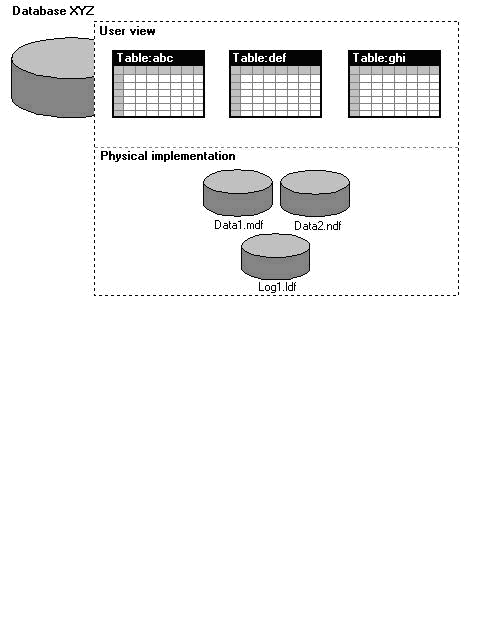 Database XYZ
User view
Table:abc Table:def Table:ghi
Physical implementation
Data1.mdf Data2.ndf
Log1.ldf